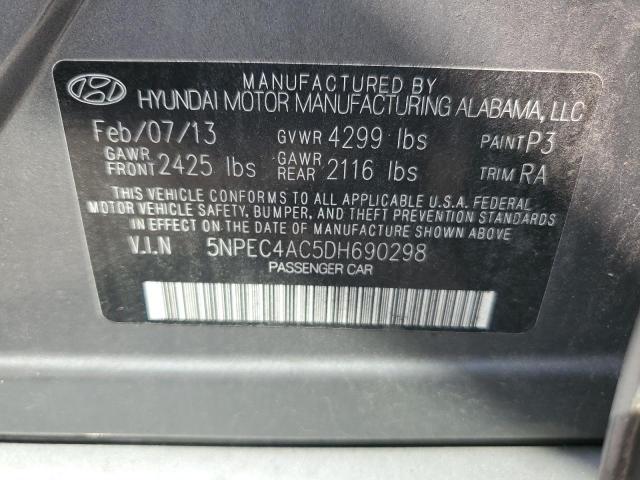 MANUFACTURED BY
HYUNDAI MOTOR MANUFACTURING ALABAMA, LLC
Feb/07/13 GVWR 4299 lbs PAINT P3
GAWR FRONT 2425 lbs GAWR REAR 2116 lbs TRIM RA
THIS VEHICLE CONFORMS TO ALL APPLICABLE U.S.A. FEDERAL
MOTOR VEHICLE SAFETY, BUMPER, AND THEFT PREVENTION STANDARDS
IN EFFECT ON THE DATE OF MANUFACTURE SHOWN ABOVE
V.I.N 5NPEC4AC5DH690298
PASSENGER CAR